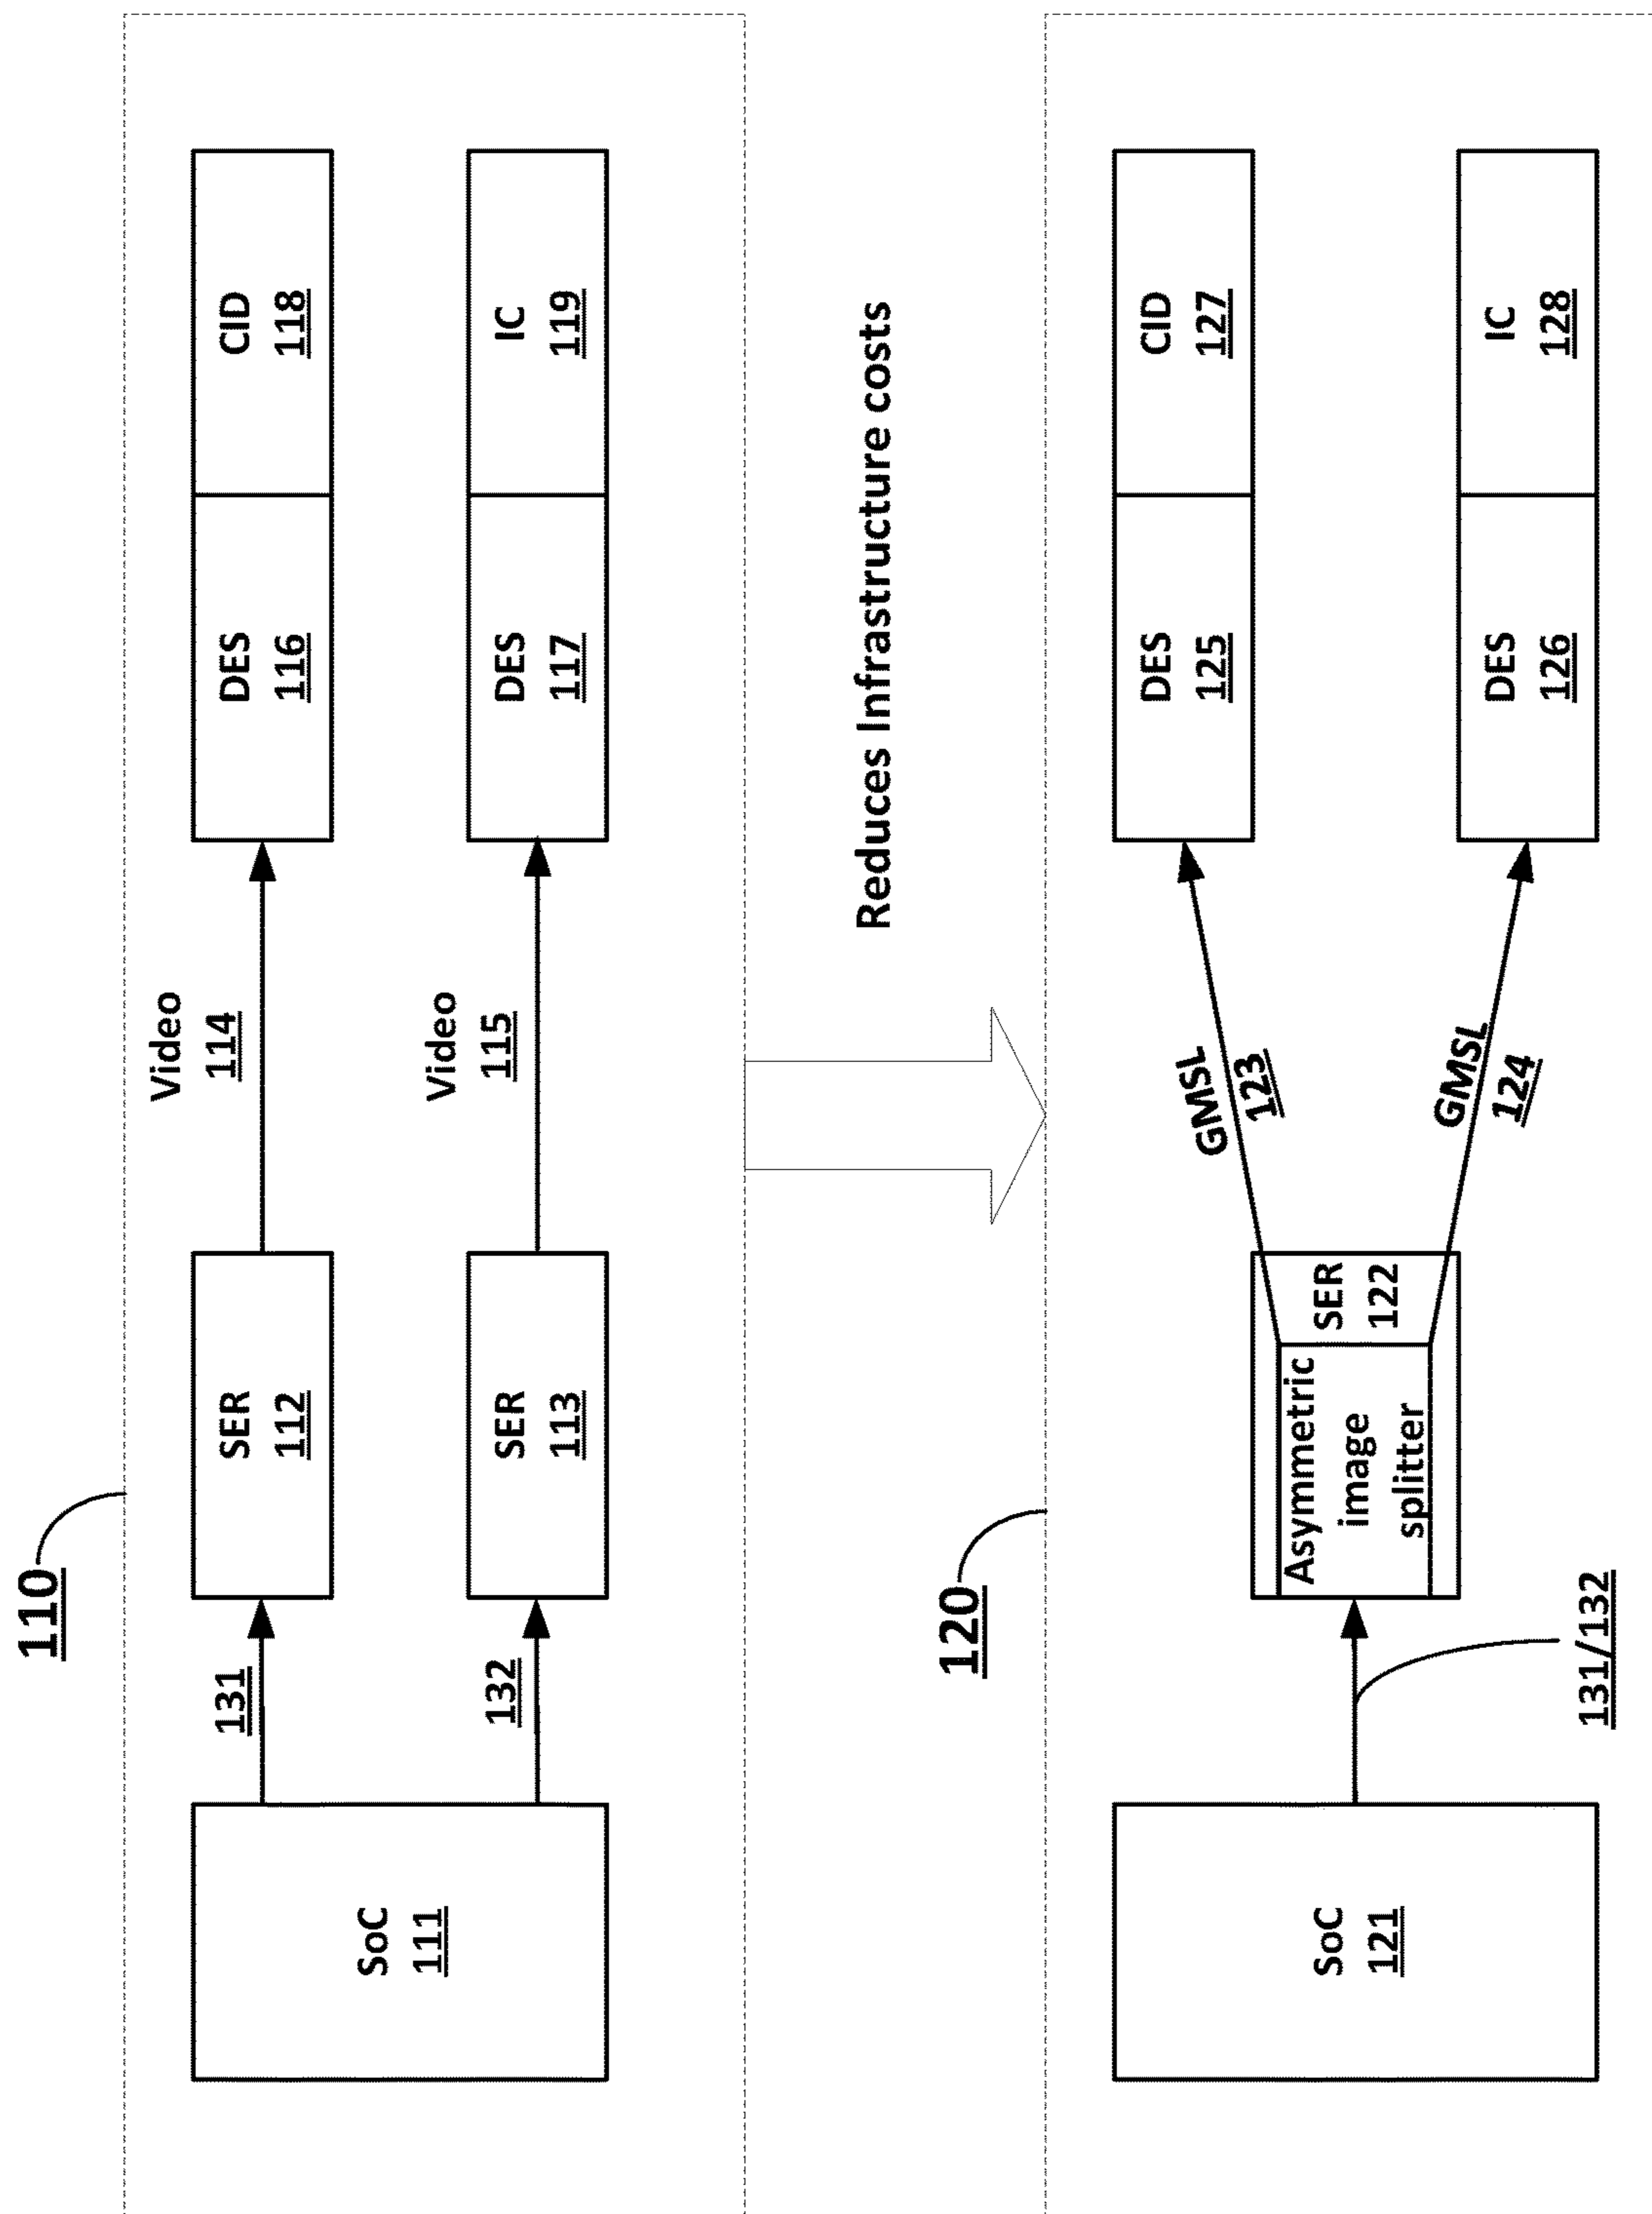 110
SoC
111
131
132
SER
112
SER
113
Video
114
Video
115
DES
116
CID
118
DES
117
IC
119
Reduces Infrastructure costs
120
SoC
121
131/132
Asymmetric
image
splitter
SER
122
GMSL
123
GMSL
124
DES
125
CID
127
DES
126
IC
128